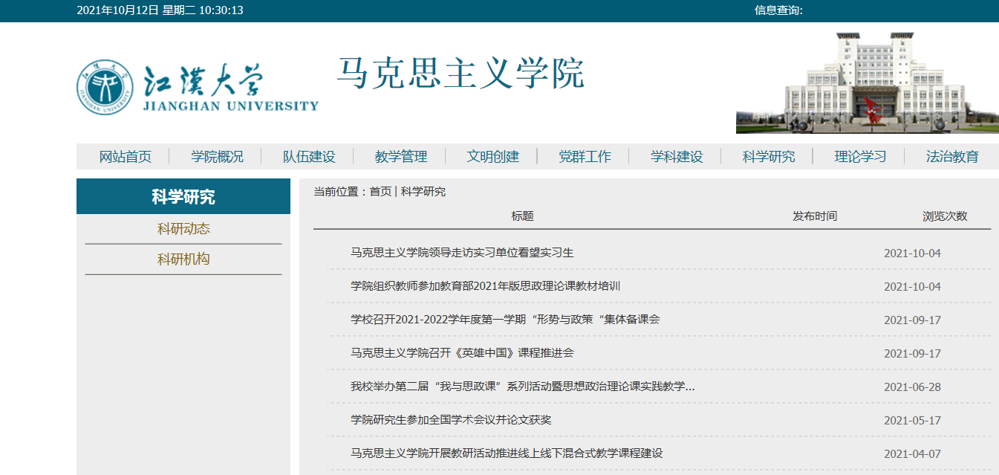 2021年10月12日 星期二 10:30:13 信息查询:
江漢大学 马克思主义学院
JIANGHAN UNIVERSITY
网站首页 学院概况 队伍建设 教学管理 文明创建 党群工作 学科建设 科学研究 理论学习 法治教育
科学研究
科研动态
科研机构
当前位置：首页 | 科学研究
标题 发布时间 浏览次数
马克思主义学院领导走访实习单位看望实习生 2021-10-04
学院组织教师参加教育部2021年版思政理论课教材培训 2021-10-04
学校召开2021-2022学年度第一学期“形势与政策“集体备课会 2021-09-17
马克思主义学院召开《英雄中国》课程推进会 2021-09-17
我校举办第二届“我与思政课”系列活动暨思想政治理论课实践教学... 2021-06-28
学院研究生参加全国学术会议并论文获奖 2021-05-17
马克思主义学院开展教研活动推进线上线下混合式教学课程建设 2021-04-07